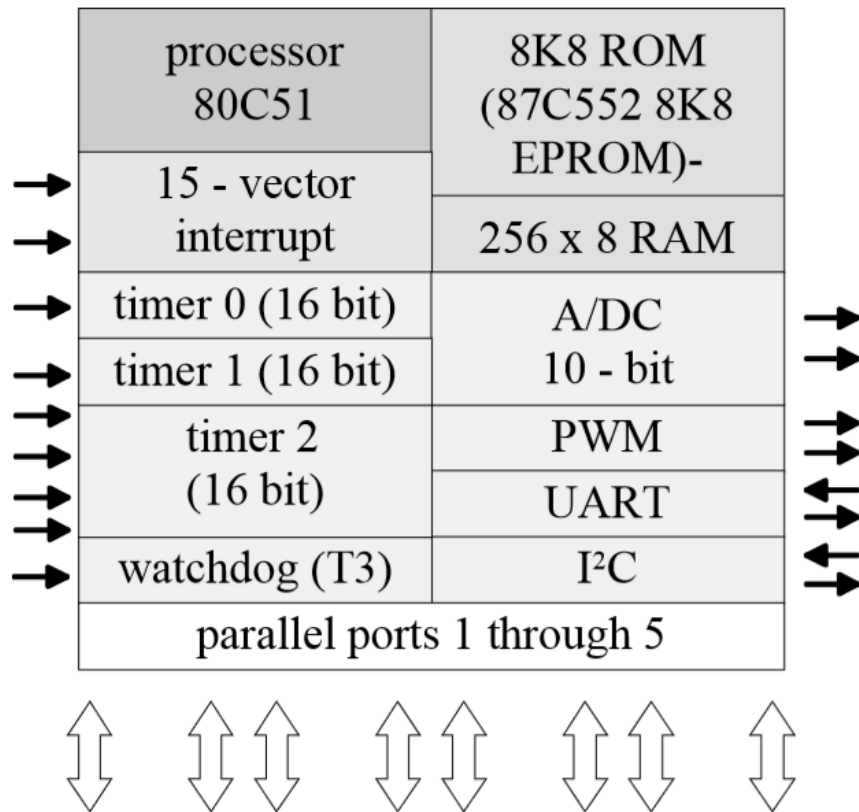 processor
80C51
8K8 ROM
(87C552 8K8
EPROM)-
15 - vector
interrupt
256 x 8 RAM
timer 0 (16 bit)
timer 1 (16 bit)
A/DC
10 - bit
timer 2
(16 bit)
PWM
UART
watchdog (T3)
I²C
parallel ports 1 through 5